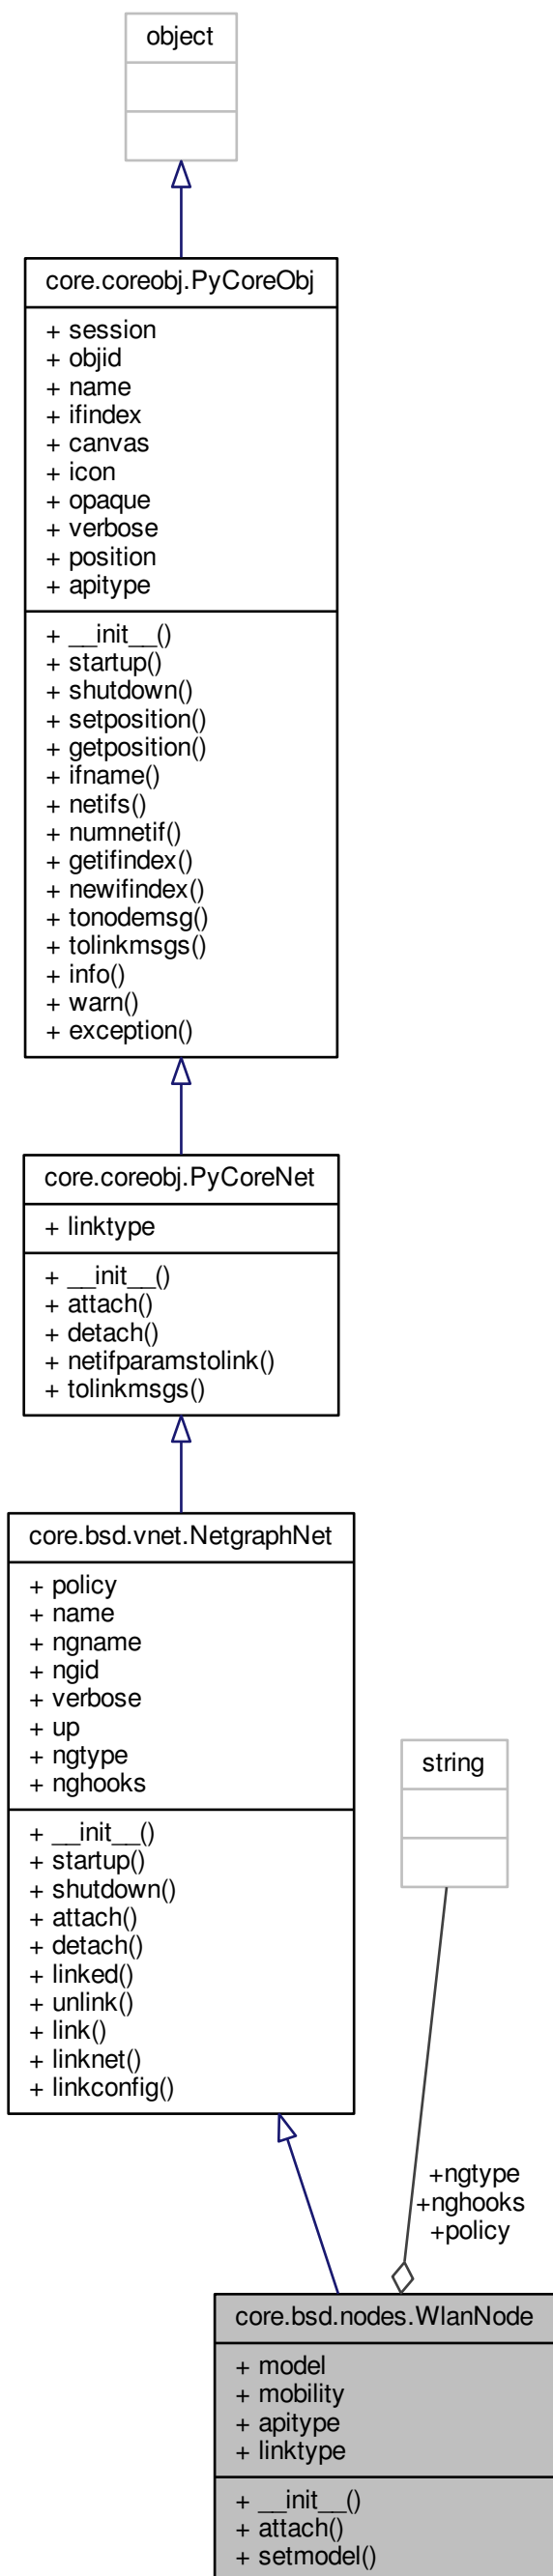 object
core.coreobj.PyCoreObj
+ session
+ objid
+ name
+ ifindex
+ canvas
+ icon
+ opaque
+ verbose
+ position
+ apitype
+ __init__()
+ startup()
+ shutdown()
+ setposition()
+ getposition()
+ ifname()
+ netifs()
+ numnetif()
+ getifindex()
+ newifindex()
+ tonodemsg()
+ tolinkmsgs()
+ info()
+ warn()
+ exception()
core.coreobj.PyCoreNet
+ linktype
+ __init__()
+ attach()
+ detach()
+ netifparamstolink()
+ tolinkmsgs()
core.bsd.vnet.NetgraphNet
+ policy
+ name
+ ngname
+ ngid
+ verbose
+ up
+ ngtype
+ nghooks
+ __init__()
+ startup()
+ shutdown()
+ attach()
+ detach()
+ linked()
+ unlink()
+ link()
+ linknet()
+ linkconfig()
string
+ngtype
+nghooks
+policy
core.bsd.nodes.WlanNode
+ model
+ mobility
+ apitype
+ linktype
+ __init__()
+ attach()
+ setmodel()